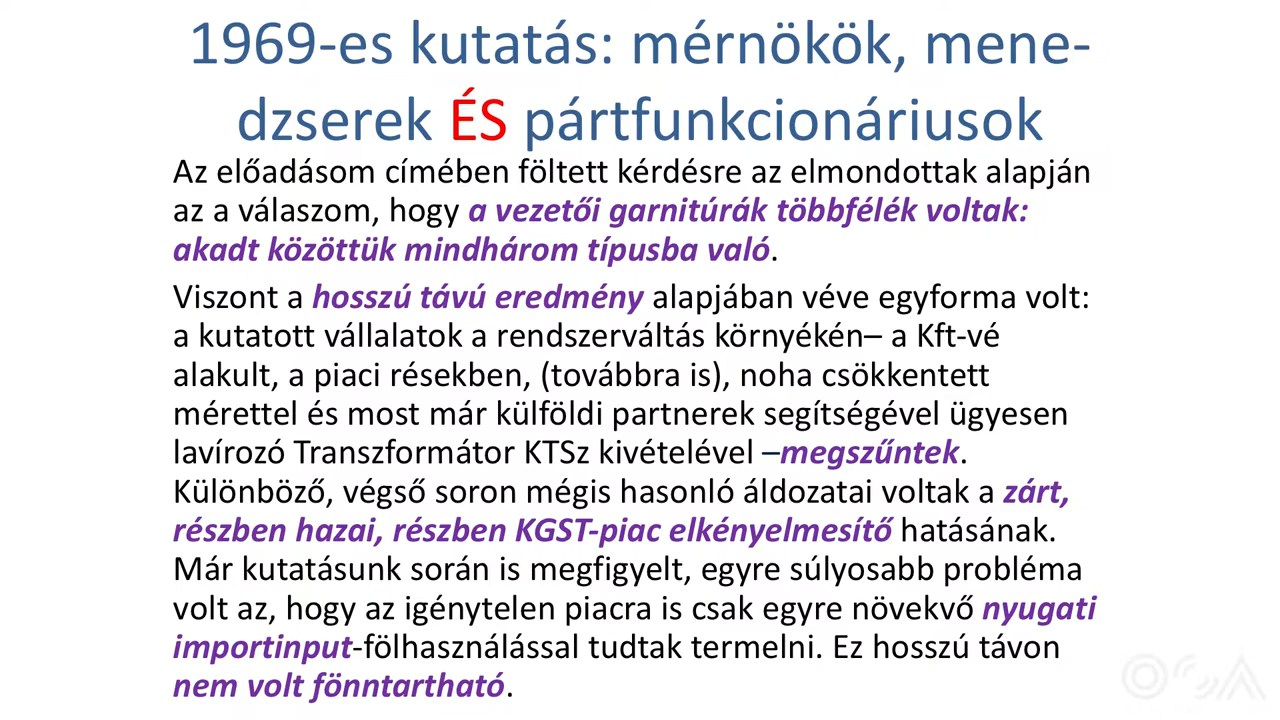 1969-es kutatás: mérnökök, mene-
dzserek ÉS pártfunkcionáriusok
Az előadásom címében föltett kérdésre az elmondottak alapján
az a válaszom, hogy a vezetői garnitúrák többfélék voltak:
akadt közöttük mindhárom típusba való.
Viszont a hosszú távú eredmény alapjában véve egyforma volt:
a kutatott vállalatok a rendszerváltás környékén– a Kft-vé
alakult, a piaci résekben, (továbbra is), noha csökkentett
mérettel és most már külföldi partnerek segítségével ügyesen
lavírozó Transzformátor KTSz kivételével –megszűntek.
Különböző, végső soron mégis hasonló áldozatai voltak a zárt,
részben hazai, részben KGST-piac elkényelmesítő hatásának.
Már kutatásunk során is megfigyelt, egyre súlyosabb probléma
volt az, hogy az igénytelen piacra is csak egyre növekvő nyugati
importinput-fölhasználással tudtak termelni. Ez hosszú távon
nem volt fönntartható.
OSA